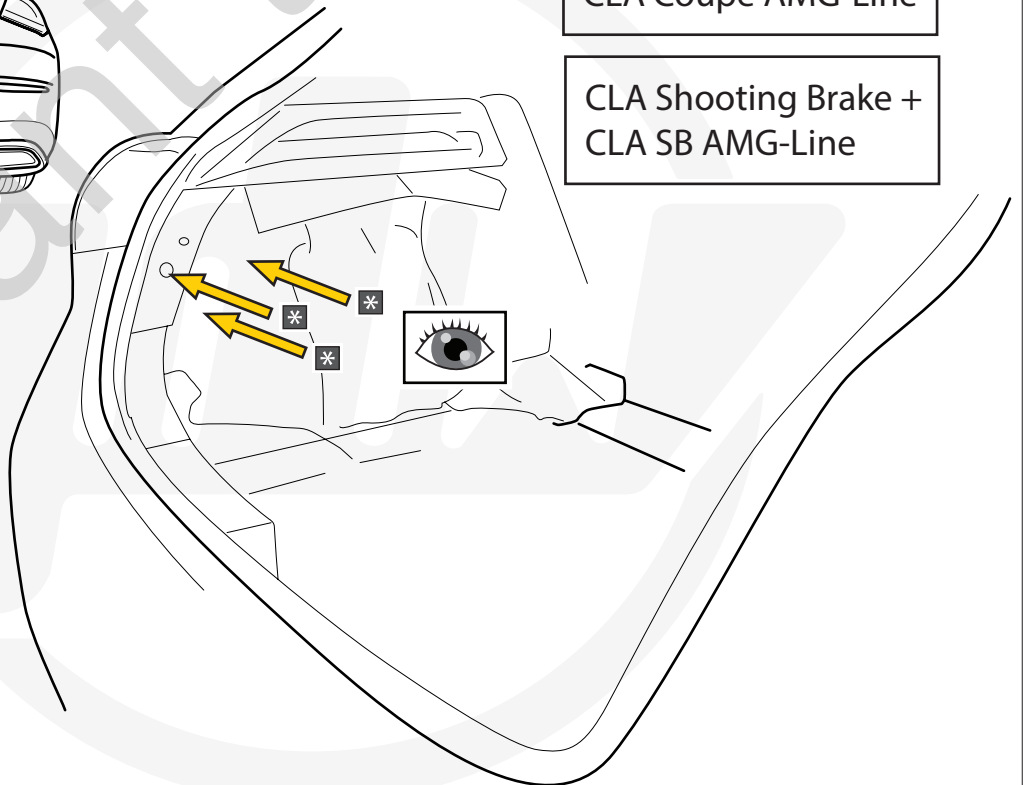 CLA Coupe AMG-Line
CLA Shooting Brake +
CLA SB AMG-Line
*
*
*